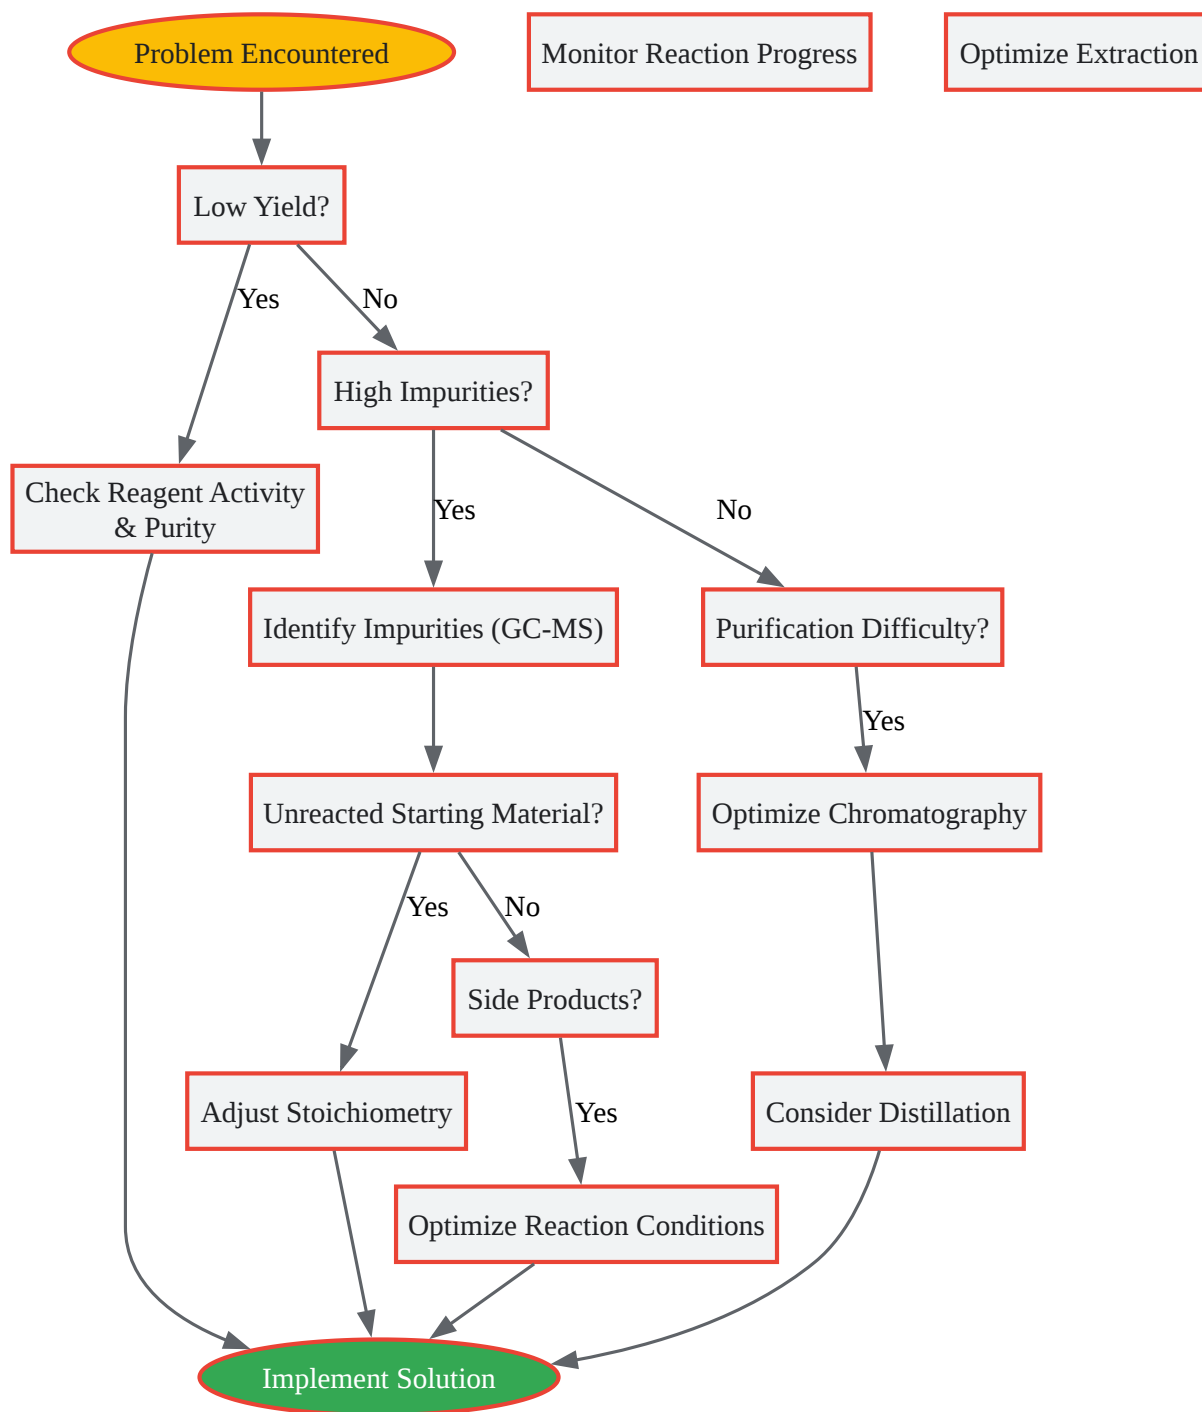 Problem Encountered
Monitor Reaction Progress
Optimize Extraction
Low Yield?
Yes
No
High Impurities?
Check Reagent Activity
& Purity
Yes
No
Identify Impurities (GC-MS)
Purification Difficulty?
Yes
Unreacted Starting Material?
Optimize Chromatography
Yes
No
Side Products?
Adjust Stoichiometry
Yes
Consider Distillation
Optimize Reaction Conditions
Implement Solution